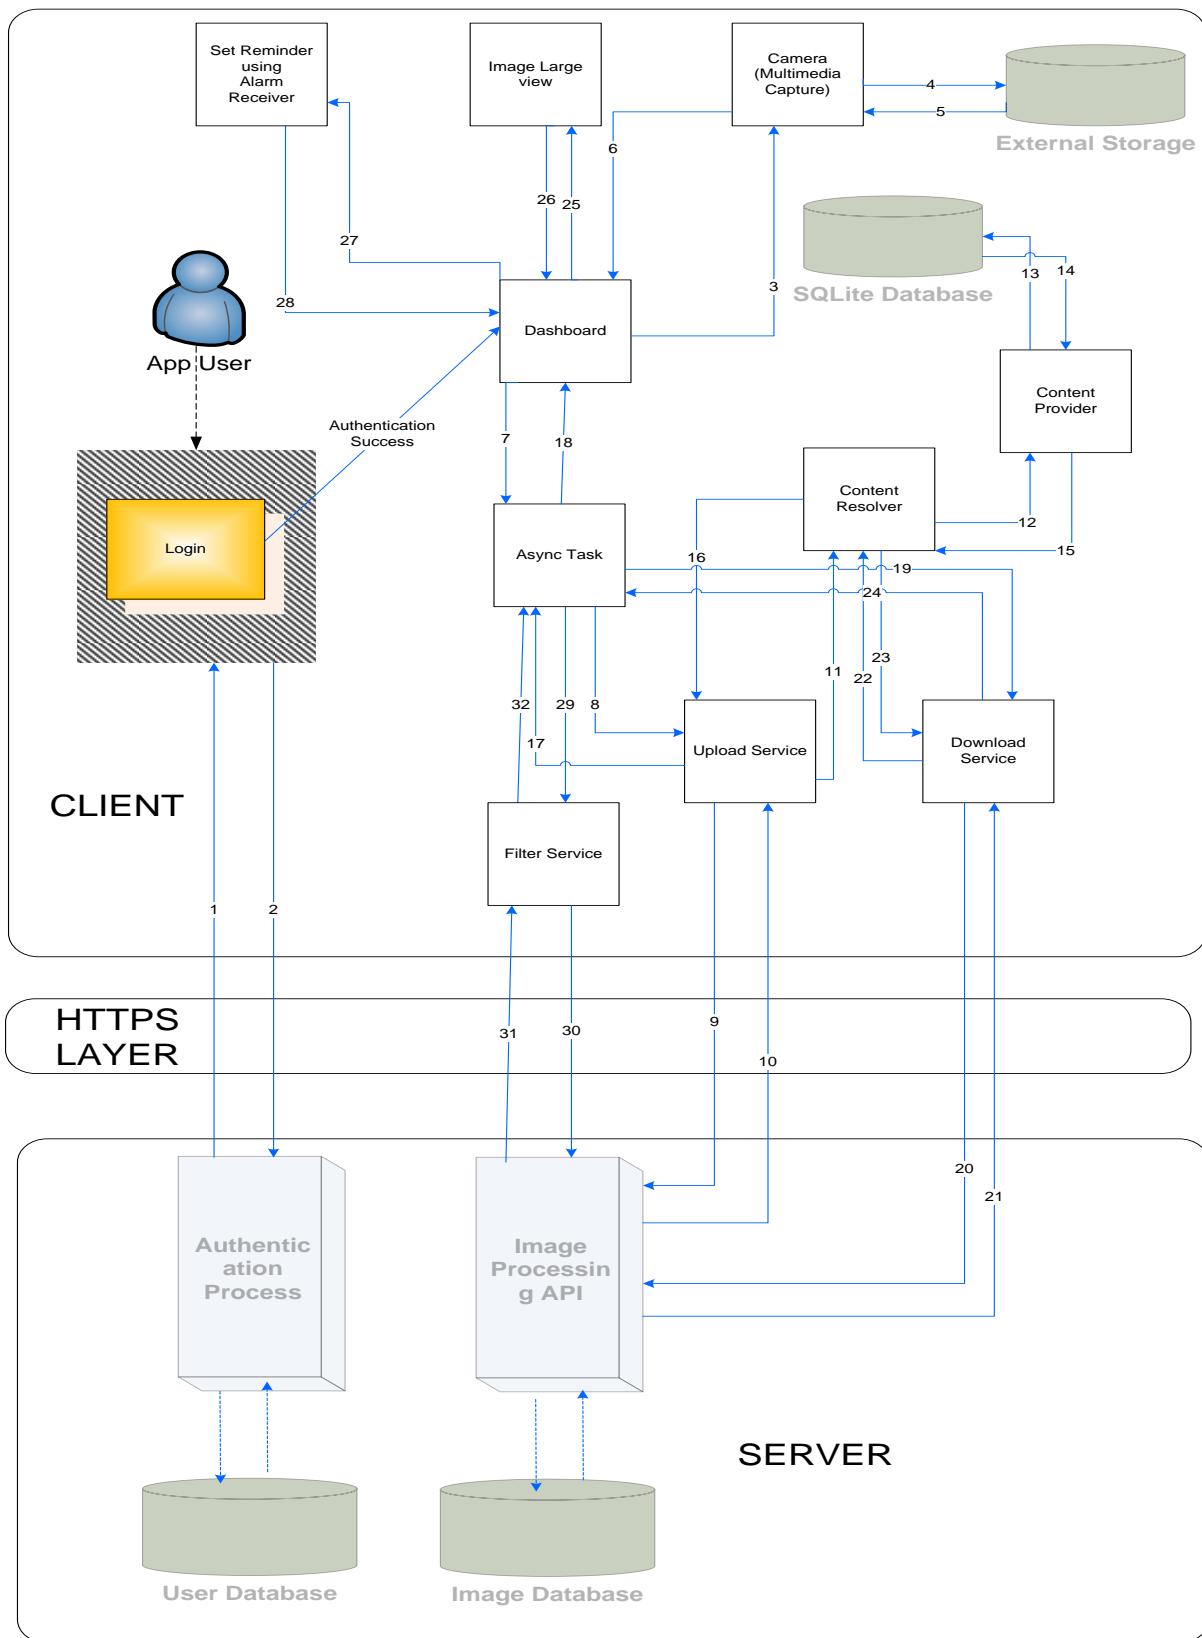 Set Reminder
using
Alarm
Receiver
Image Large
view
Camera
(Multimedia
Capture)
4
5
External Storage
6
26
25
27
3
28
SQLite Database
13
14
App User
Dashboard
Content
Provider
Authentication
Success
7
18
Content
Resolver
12
15
16
Login
Async Task
19
24
23
22
11
32
29
8
17
Upload Service
Download
Service
CLIENT
Filter Service
1
2
HTTPS
LAYER
31
30
9
10
20
21
Authentic
ation
Process
Image
Processin
g API
SERVER
User Database
Image Database